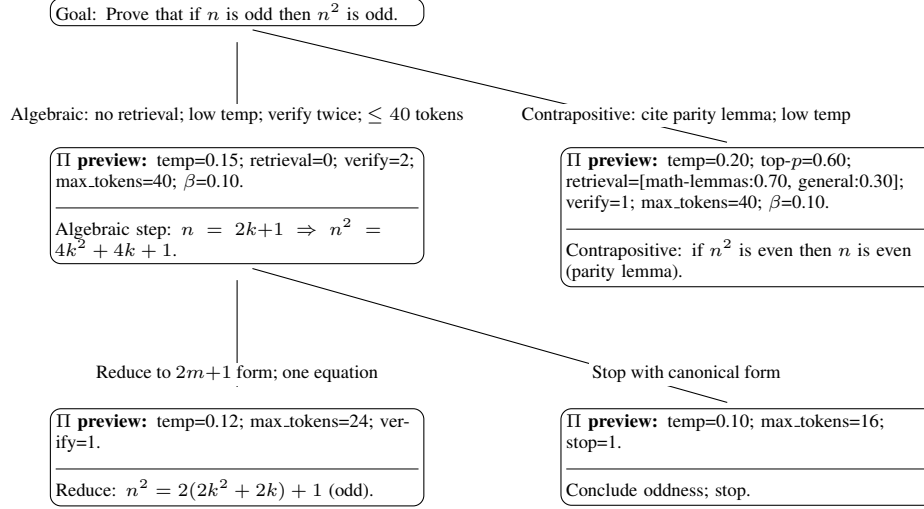 Goal: Prove that if n is odd then n² is odd.
Algebraic: no retrieval; low temp; verify twice; ≤ 40 tokens
Contrapositive: cite parity lemma; low temp
Π preview: temp=0.15; retrieval=0; verify=2;
max_tokens=40; β=0.10.
Algebraic step: n = 2k+1 ⇒ n² =
4k² + 4k + 1.
Π preview: temp=0.20; top-p=0.60;
retrieval=[math-lemmas:0.70, general:0.30];
verify=1; max_tokens=40; β=0.10.
Contrapositive: if n² is even then n is even
(parity lemma).
Reduce to 2m+1 form; one equation
Stop with canonical form
Π preview: temp=0.12; max_tokens=24; ver-
ify=1.
Reduce: n² = 2(2k² + 2k) + 1 (odd).
Π preview: temp=0.10; max_tokens=16;
stop=1.
Conclude oddness; stop.